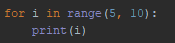 for i in range(5, 10):
    print(i)